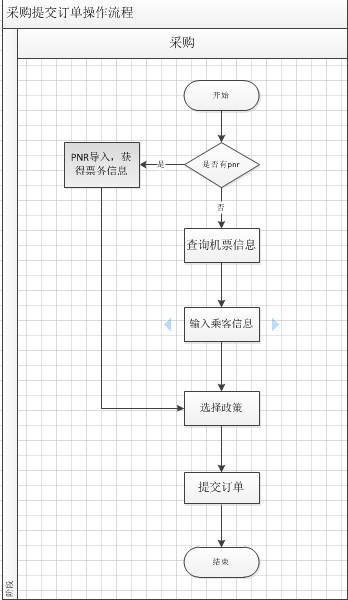 采购提交订单操作流程
采购
开始
是否有pnr
是
PNR导入，获
得票务信息
否
查询机票信息
输入乘客信息
选择政策
提交订单
结束
阶段